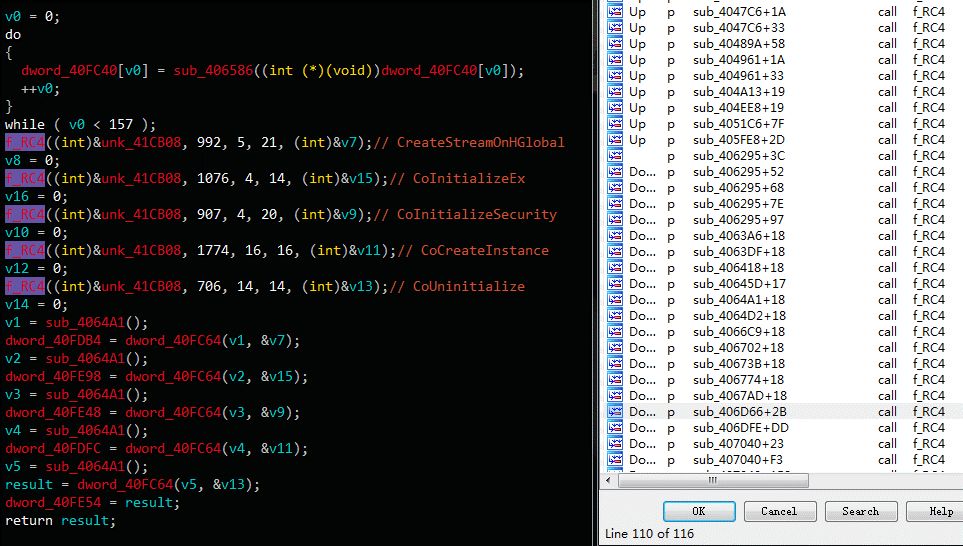 v0 = 0;
do
{
dword_40FC40[v0] = sub_406586((int (*)(void))dword_40FC40[v0]);
++v0;
}
while ( v0 < 157 );
f_RC4((int)&unk_41CB08, 992, 5, 21, (int)&v7);// CreateStreamOnHGlobal
v8 = 0;
f_RC4((int)&unk_41CB08, 1076, 4, 14, (int)&v15);// CoInitializeEx
v16 = 0;
f_RC4((int)&unk_41CB08, 907, 4, 20, (int)&v9);// CoInitializeSecurity
v10 = 0;
f_RC4((int)&unk_41CB08, 1774, 16, 16, (int)&v11);// CoCreateInstance
v12 = 0;
f_RC4((int)&unk_41CB08, 706, 14, 14, (int)&v13);// CoUninitialize
v14 = 0;
v1 = sub_4064A1();
dword_40FDB4 = dword_40FC64(v1, &v7);
v2 = sub_4064A1();
dword_40FE98 = dword_40FC64(v2, &v15);
v3 = sub_4064A1();
dword_40FE48 = dword_40FC64(v3, &v9);
v4 = sub_4064A1();
dword_40FDFC = dword_40FC64(v4, &v11);
v5 = sub_4064A1();
result = dword_40FC64(v5, &v13);
dword_40FE54 = result;
return result;
Up p sub_4047C6+1A call f_RC4
Up p sub_4047C6+33 call f_RC4
Up p sub_40489A+58 call f_RC4
Up p sub_404961+1A call f_RC4
Up p sub_404961+33 call f_RC4
Up p sub_404A13+19 call f_RC4
Up p sub_404EE8+19 call f_RC4
Up p sub_4051C6+7F call f_RC4
Up p sub_405FE8+2D call f_RC4
p sub_406295+3C call f_RC4
Do... p sub_406295+52 call f_RC4
Do... p sub_406295+68 call f_RC4
Do... p sub_406295+7E call f_RC4
Do... p sub_406295+97 call f_RC4
Do... p sub_4063A6+18 call f_RC4
Do... p sub_4063DF+18 call f_RC4
Do... p sub_406418+18 call f_RC4
Do... p sub_40645D+17 call f_RC4
Do... p sub_4064A1+18 call f_RC4
Do... p sub_4064D2+18 call f_RC4
Do... p sub_4066C9+18 call f_RC4
Do... p sub_406702+18 call f_RC4
Do... p sub_40673B+18 call f_RC4
Do... p sub_406774+18 call f_RC4
Do... p sub_4067AD+18 call f_RC4
Do... p sub_406D66+2B call f_RC4
Do... p sub_406DFE+DD call f_RC4
Do... p sub_407040+23 call f_RC4
Do... p sub_407040+F3 call f_RC4
OK Cancel Search Help
Line 110 of 116